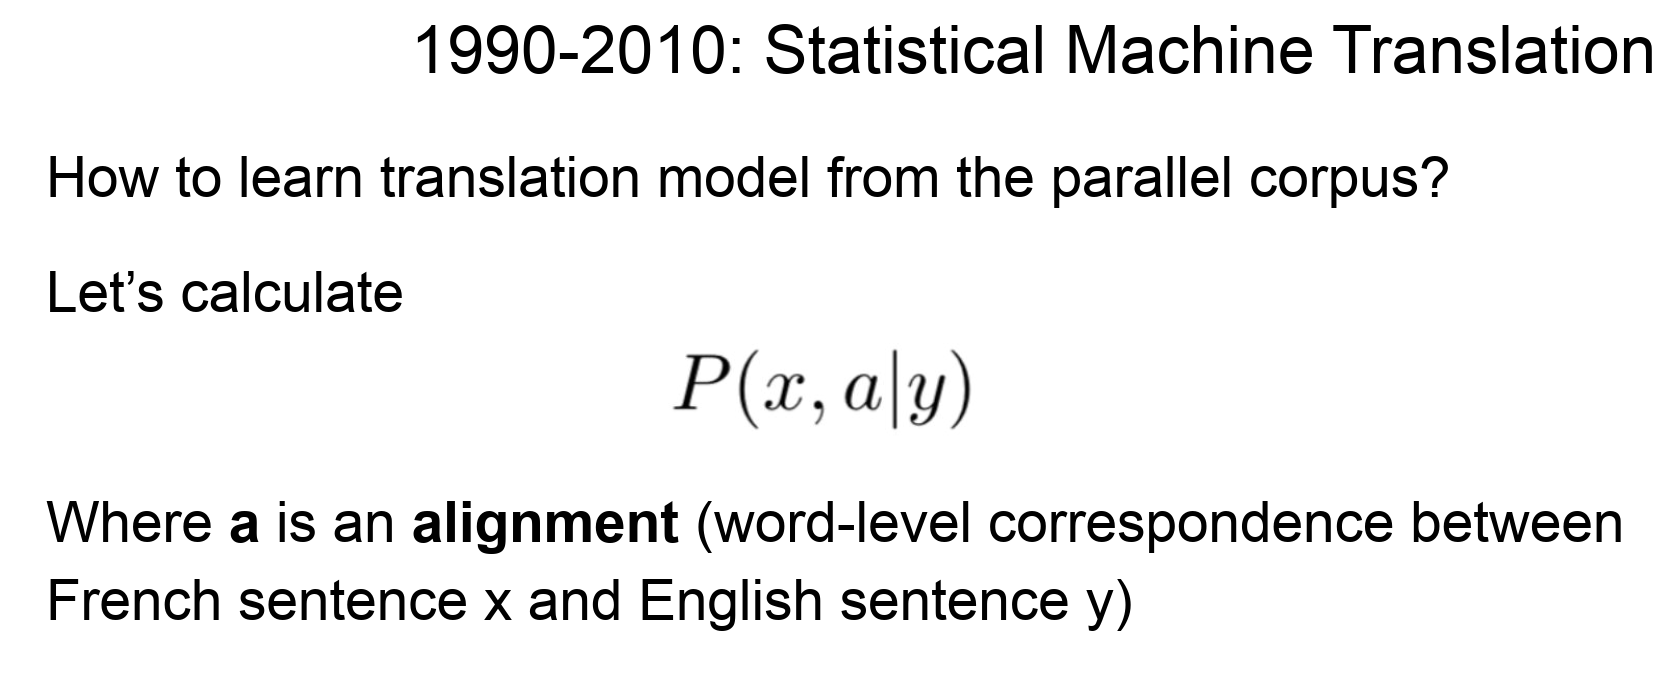 1990-2010: Statistical Machine Translation
How to learn translation model from the parallel corpus?
Let’s calculate
P(x, a|y)
Where a is an alignment (word-level correspondence between
French sentence x and English sentence y)